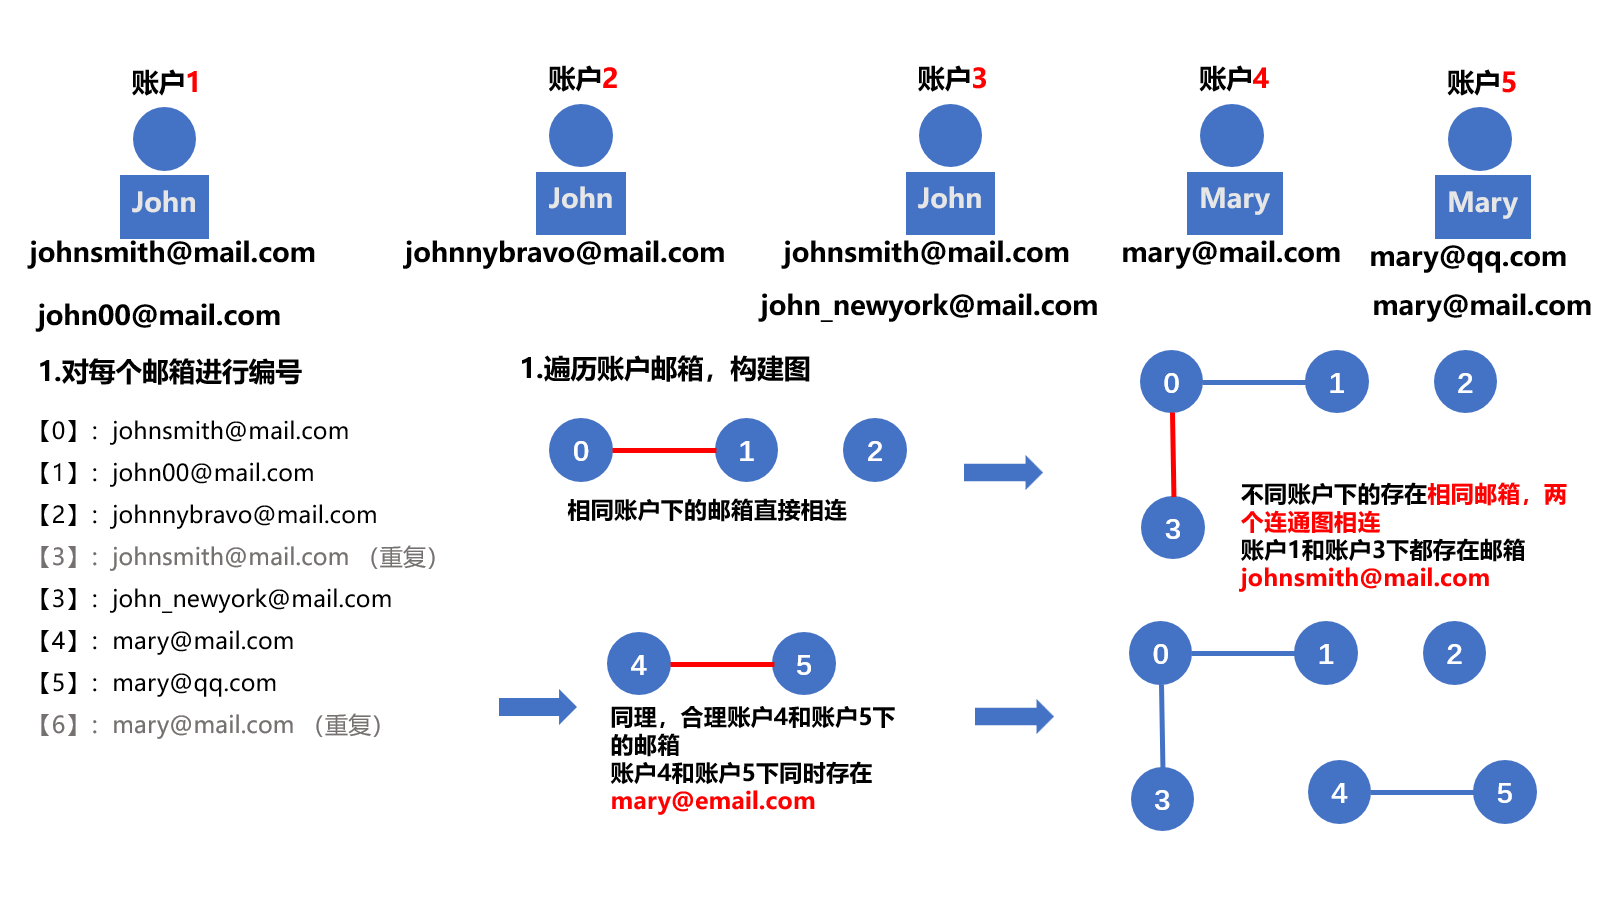 账户1
账户2
账户3
账户4
账户5
John
John
John
Mary
Mary
johnsmith@mail.com
johnnybravo@mail.com
johnsmith@mail.com
mary@mail.com
mary@qq.com
john00@mail.com
john_newyork@mail.com
mary@mail.com
1.对每个邮箱进行编号
【0】：johnsmith@mail.com
【1】：john00@mail.com
【2】：johnnybravo@mail.com
【3】：johnsmith@mail.com（重复）
【3】：john_newyork@mail.com
【4】：mary@mail.com
【5】：mary@qq.com
【6】：mary@mail.com（重复）
1.遍历账户邮箱，构建图
0 1 2
相同账户下的邮箱直接相连
0 1 2
3
不同账户下的存在相同邮箱，两
个连通图相连
账户1和账户3下都存在邮箱
johnsmith@mail.com
4 5
同理，合理账户4和账户5下
的邮箱
账户4和账户5下同时存在
mary@email.com
0 1 2
3 4 5